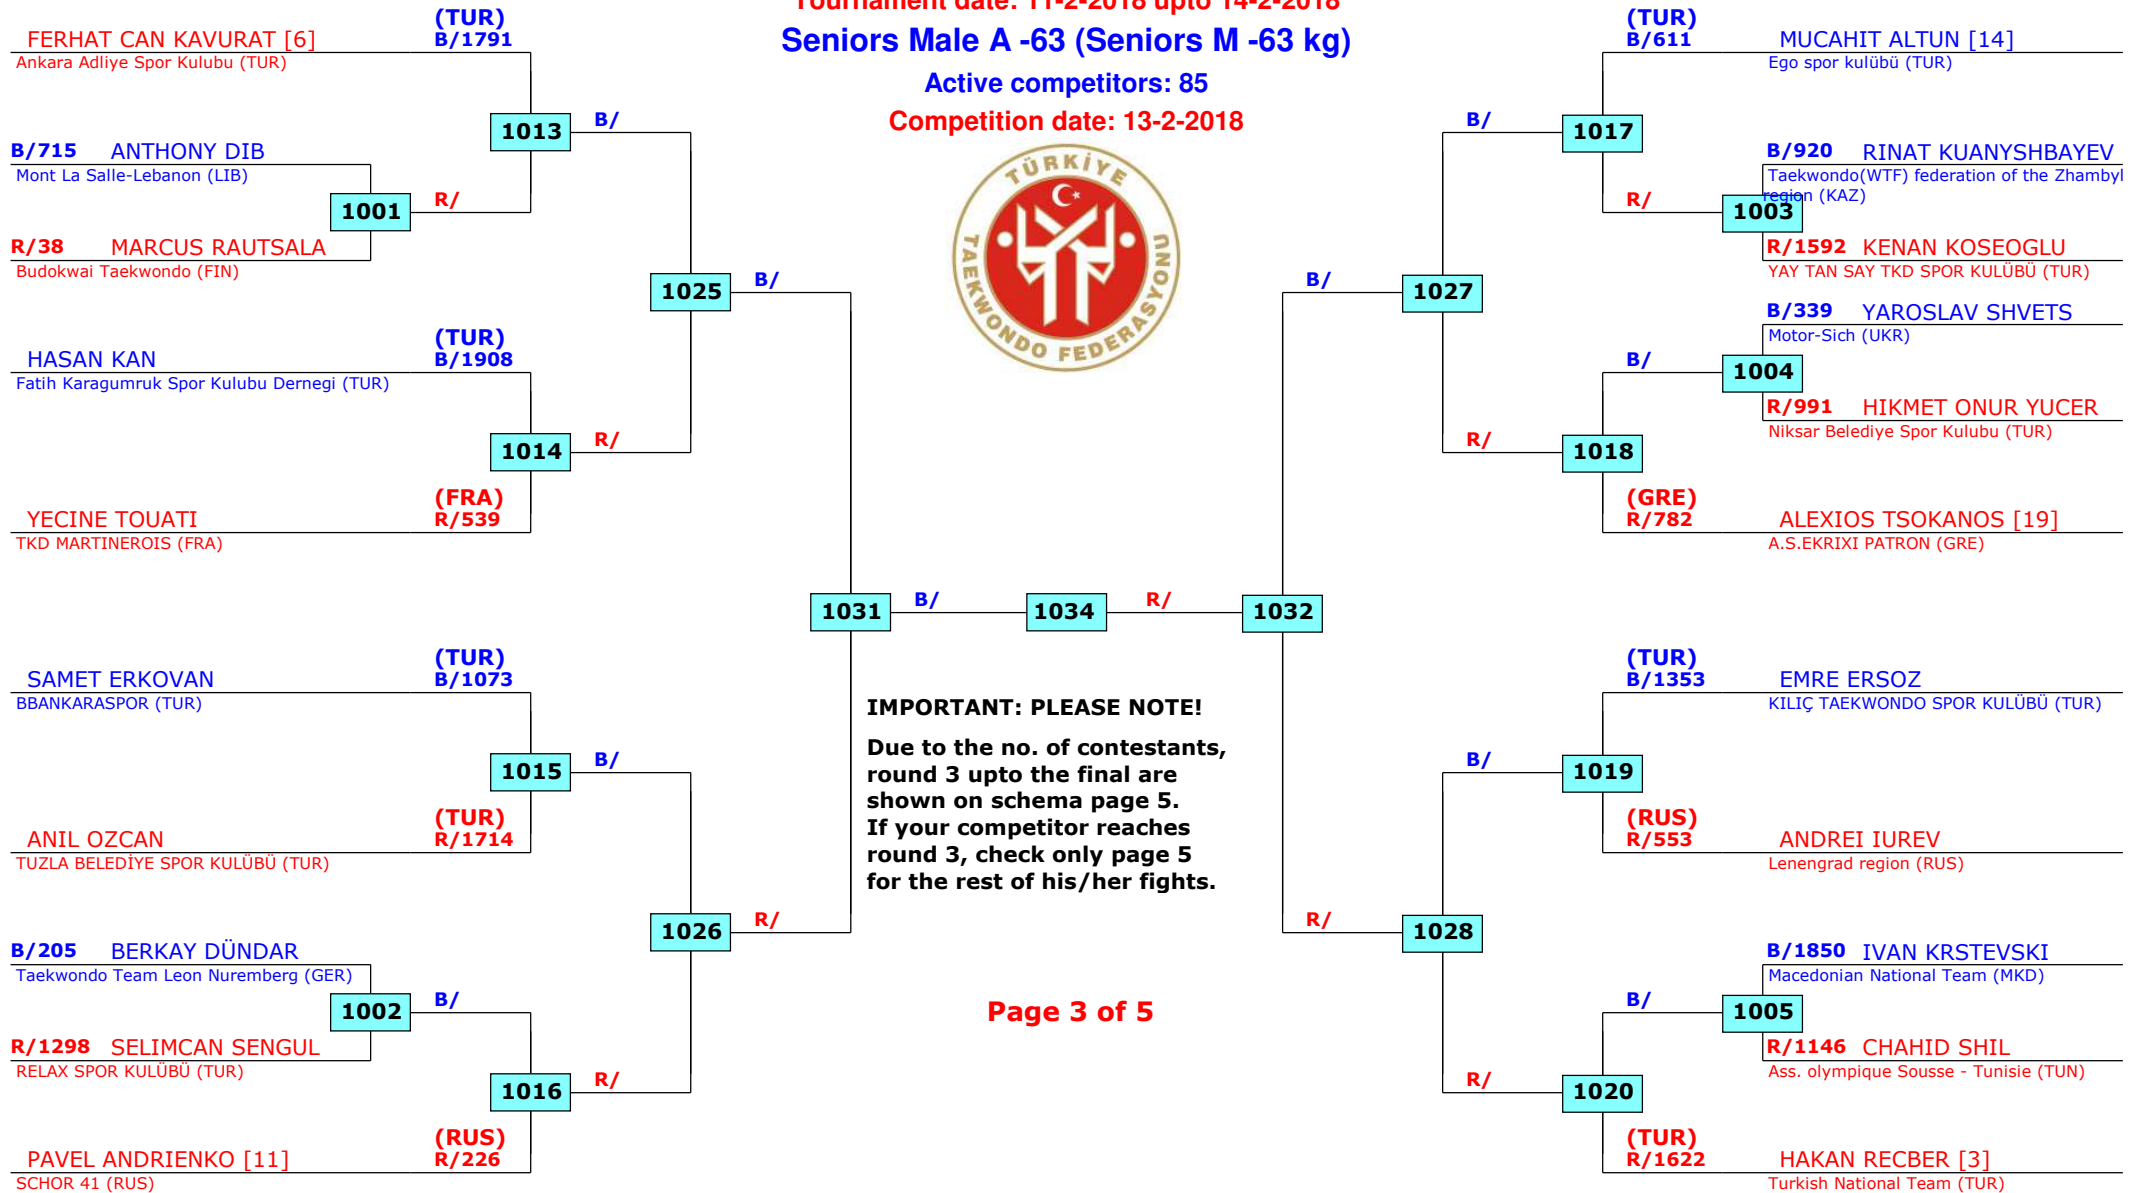 Tournament date: 11-2-2018 upto 14-2-2018
Seniors Male A -63 (Seniors M -63 kg)
Active competitors: 85
Competition date: 13-2-2018
TÜRKİYE
TAEKWONDO FEDERASYONU
(TUR)
FERHAT CAN KAVURAT [6] B/1791
Ankara Adliye Spor Kulubu (TUR)
1013 B/
B/715 ANTHONY DIB
Mont La Salle-Lebanon (LIB)
1001 R/
R/38 MARCUS RAUTSALA
Budokwai Taekwondo (FIN)
1025 B/
(TUR)
HASAN KAN B/1908
Fatih Karagumruk Spor Kulubu Dernegi (TUR)
1014 R/
(FRA)
YECINE TOUATI R/539
TKD MARTINEROIS (FRA)
1031 B/ 1034 R/ 1032
(TUR)
SAMET ERKOVAN B/1073
BBANKARASPOR (TUR)
1015 B/
(TUR)
ANIL OZCAN R/1714
TUZLA BELEDİYE SPOR KULÜBÜ (TUR)
1026 R/
B/205 BERKAY DÜNDAR
Taekwondo Team Leon Nuremberg (GER)
1002 B/
R/1298 SELIMCAN SENGUL
RELAX SPOR KULÜBÜ (TUR)
1016 R/
(RUS)
PAVEL ANDRIENKO [11] R/226
SCHOR 41 (RUS)
IMPORTANT: PLEASE NOTE!
Due to the no. of contestants,
round 3 upto the final are
shown on schema page 5.
If your competitor reaches
round 3, check only page 5
for the rest of his/her fights.
Page 3 of 5
(TUR)
B/611 MUCAHIT ALTUN [14]
Ego spor kulübü (TUR)
B/ 1017
B/920 RINAT KUANYSHBAYEV
Taekwondo(WTF) federation of the Zhambyl
region (KAZ)
R/ 1003
R/1592 KENAN KOSEOGLU
YAY TAN SAY TKD SPOR KULÜBÜ (TUR)
B/ 1027
B/339 YAROSLAV SHVETS
Motor-Sich (UKR)
B/ 1004
R/991 HIKMET ONUR YUCER
Niksar Belediye Spor Kulubu (TUR)
R/ 1018
(GRE)
R/782 ALEXIOS TSOKANOS [19]
A.S.EKRIXI PATRON (GRE)
(TUR)
B/1353 EMRE ERSOZ
KILIÇ TAEKWONDO SPOR KULÜBÜ (TUR)
B/ 1019
(RUS)
R/553 ANDREI IUREV
Lenengrad region (RUS)
R/ 1028
B/1850 IVAN KRSTEVSKI
Macedonian National Team (MKD)
B/ 1005
R/1146 CHAHID SHIL
Ass. olympique Sousse - Tunisie (TUN)
R/ 1020
(TUR)
R/1622 HAKAN RECBER [3]
Turkish National Team (TUR)